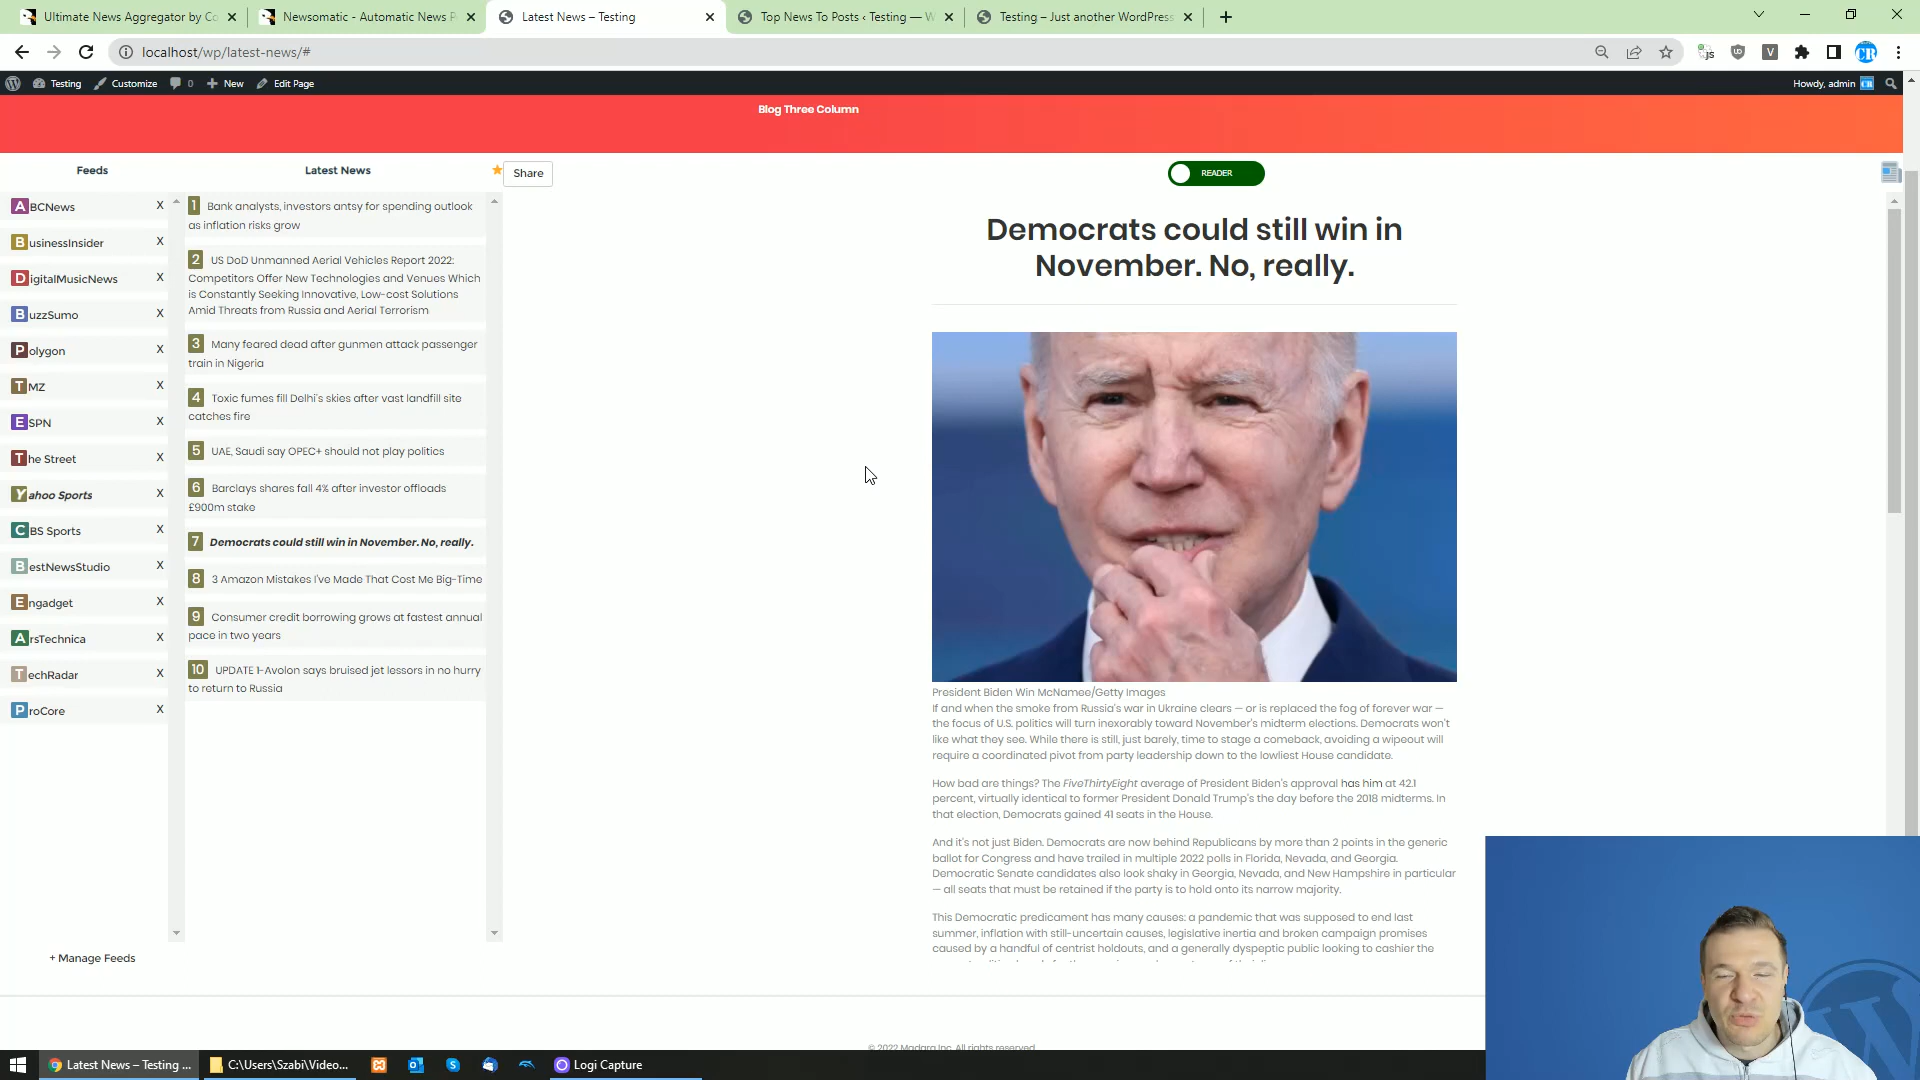 Ultimate News Aggregator by Co
Newsomatic - Automatic News P
Latest News – Testing
Top News To Posts ‹ Testing — W
Testing – Just another WordPress
localhost/wp/latest-news/#
Testing
Customize
0
New
Edit Page
Howdy, admin
Blog Three Column
Feeds
Latest News
Share
READER
ABCNews X
BusinessInsider X
DigitalMusicNews X
BuzzSumo X
Polygon X
TMZ X
ESPN X
The Street X
Yahoo Sports X
CBS Sports X
BestNewsStudio X
Engadget X
ArsTechnica X
TechRadar X
ProCore X
+ Manage Feeds
1 Bank analysts, investors antsy for spending outlook
as inflation risks grow
2 US DoD Unmanned Aerial Vehicles Report 2022:
Competitors Offer New Technologies and Venues Which
is Constantly Seeking Innovative, Low-cost Solutions
Amid Threats from Russia and Aerial Terrorism
3 Many feared dead after gunmen attack passenger
train in Nigeria
4 Toxic fumes fill Delhi's skies after vast landfill site
catches fire
5 UAE, Saudi say OPEC+ should not play politics
6 Barclays shares fall 4% after investor offloads
£900m stake
7 Democrats could still win in November. No, really.
8 3 Amazon Mistakes I've Made That Cost Me Big-Time
9 Consumer credit borrowing grows at fastest annual
pace in two years
10 UPDATE 1-Avolon says bruised jet lessors in no hurry
to return to Russia
Democrats could still win in
November. No, really.
President Biden Win McNamee/Getty Images
If and when the smoke from Russia's war in Ukraine clears — or is replaced the fog of forever war —
the focus of U.S. politics will turn inexorably toward November's midterm elections. Democrats won't
like what they see. While there is still, just barely, time to stage a comeback, avoiding a wipeout will
require a coordinated pivot from party leadership down to the lowliest House candidate.
How bad are things? The FiveThirtyEight average of President Biden's approval has him at 42.1
percent, virtually identical to former President Donald Trump's the day before the 2018 midterms. In
that election, Democrats gained 41 seats in the House.
And it's not just Biden. Democrats are now behind Republicans by more than 2 points in the generic
ballot for Congress and have trailed in multiple 2022 polls in Florida, Nevada, and Georgia.
Democratic Senate candidates also look shaky in Georgia, Nevada, and New Hampshire in particular
— all seats that must be retained if the party is to hold onto its narrow majority.
This Democratic predicament has many causes: a pandemic that was supposed to end last
summer, inflation with still-uncertain causes, legislative inertia and broken campaign promises
caused by a handful of centrist holdouts, and a generally dyspeptic public looking to cashier the
© 2022 Madara Inc. All rights reserved
Latest News – Testing ...
C:\Users\Szabi\Video...
Logi Capture